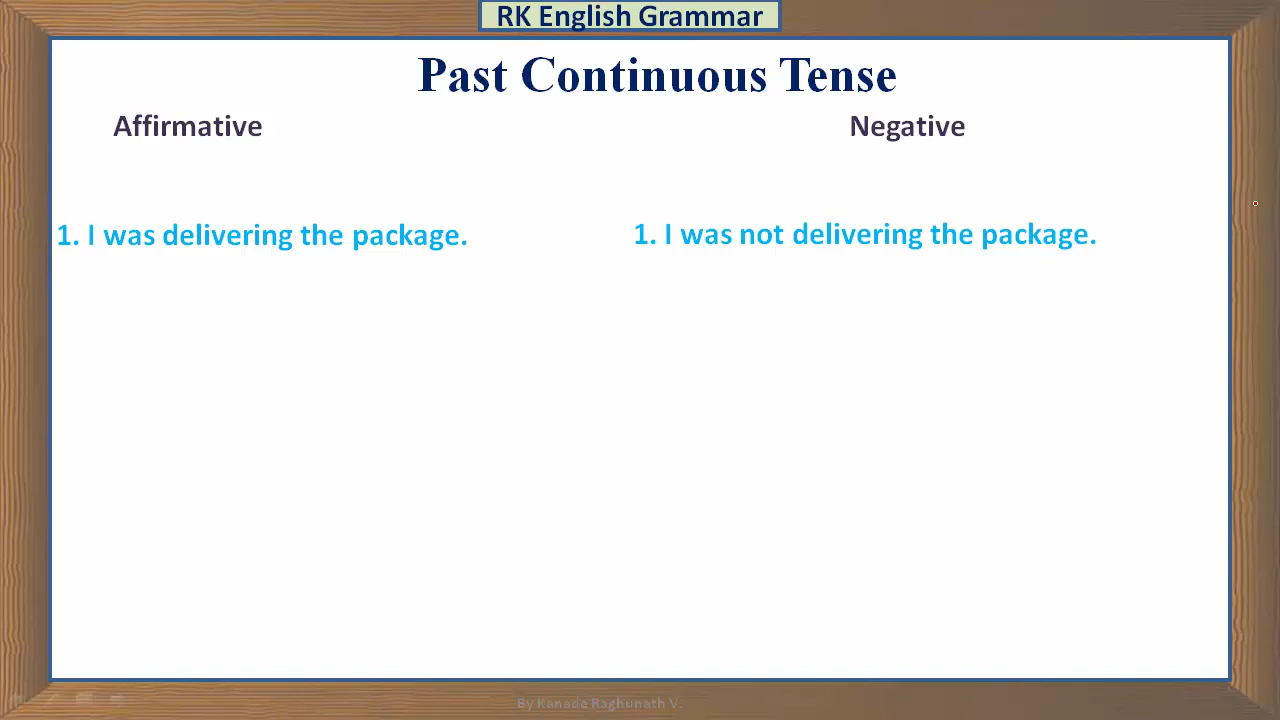 RK English Grammar
Past Continuous Tense
Affirmative
Negative
1. I was delivering the package.
1. I was not delivering the package.
By Kanade Raghunath V.